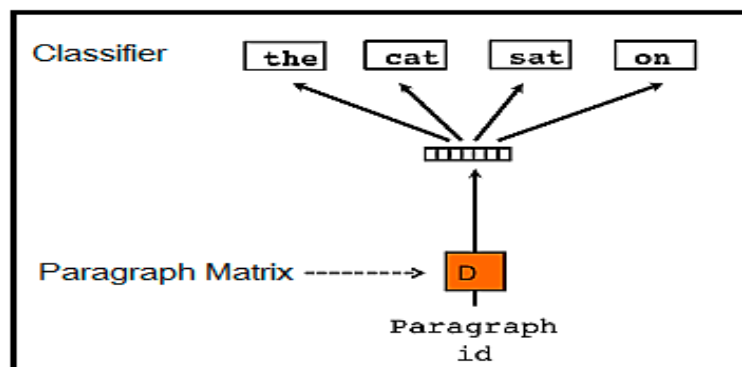 Classifier the cat sat on
Paragraph Matrix D
Paragraph
id